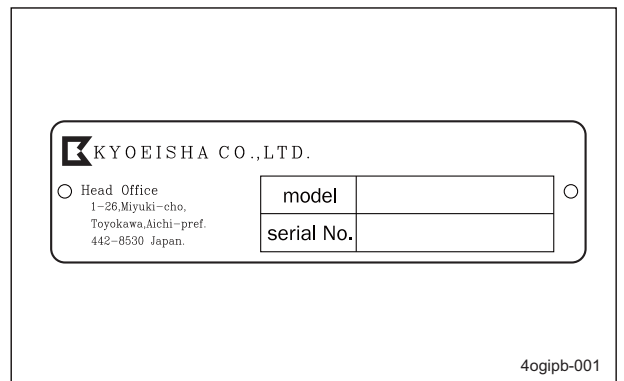 KYOEISHA CO.,LTD.
Head Office
1-26,Miyuki-cho,
Toyokawa,Aichi-pref.
442-8530 Japan.
model
serial No.
4ogipb-001